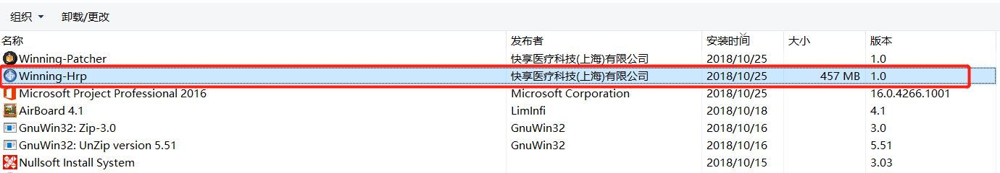 组织 卸载/更改
名称 发布者 安装时间 大小 版本
Winning-Patcher 快享医疗科技(上海)有限公司 2018/10/25 1.0
Winning-Hrp 快享医疗科技(上海)有限公司 2018/10/25 457 MB 1.0
Microsoft Project Professional 2016 Microsoft Corporation 2018/10/25 16.0.4266.1001
AirBoard 4.1 LimInfi 2018/10/18 4.1
GnuWin32: Zip-3.0 GnuWin32 2018/10/16 3.0
GnuWin32: UnZip version 5.51 GnuWin32 2018/10/16 5.51
Nullsoft Install System 2018/10/15 3.03